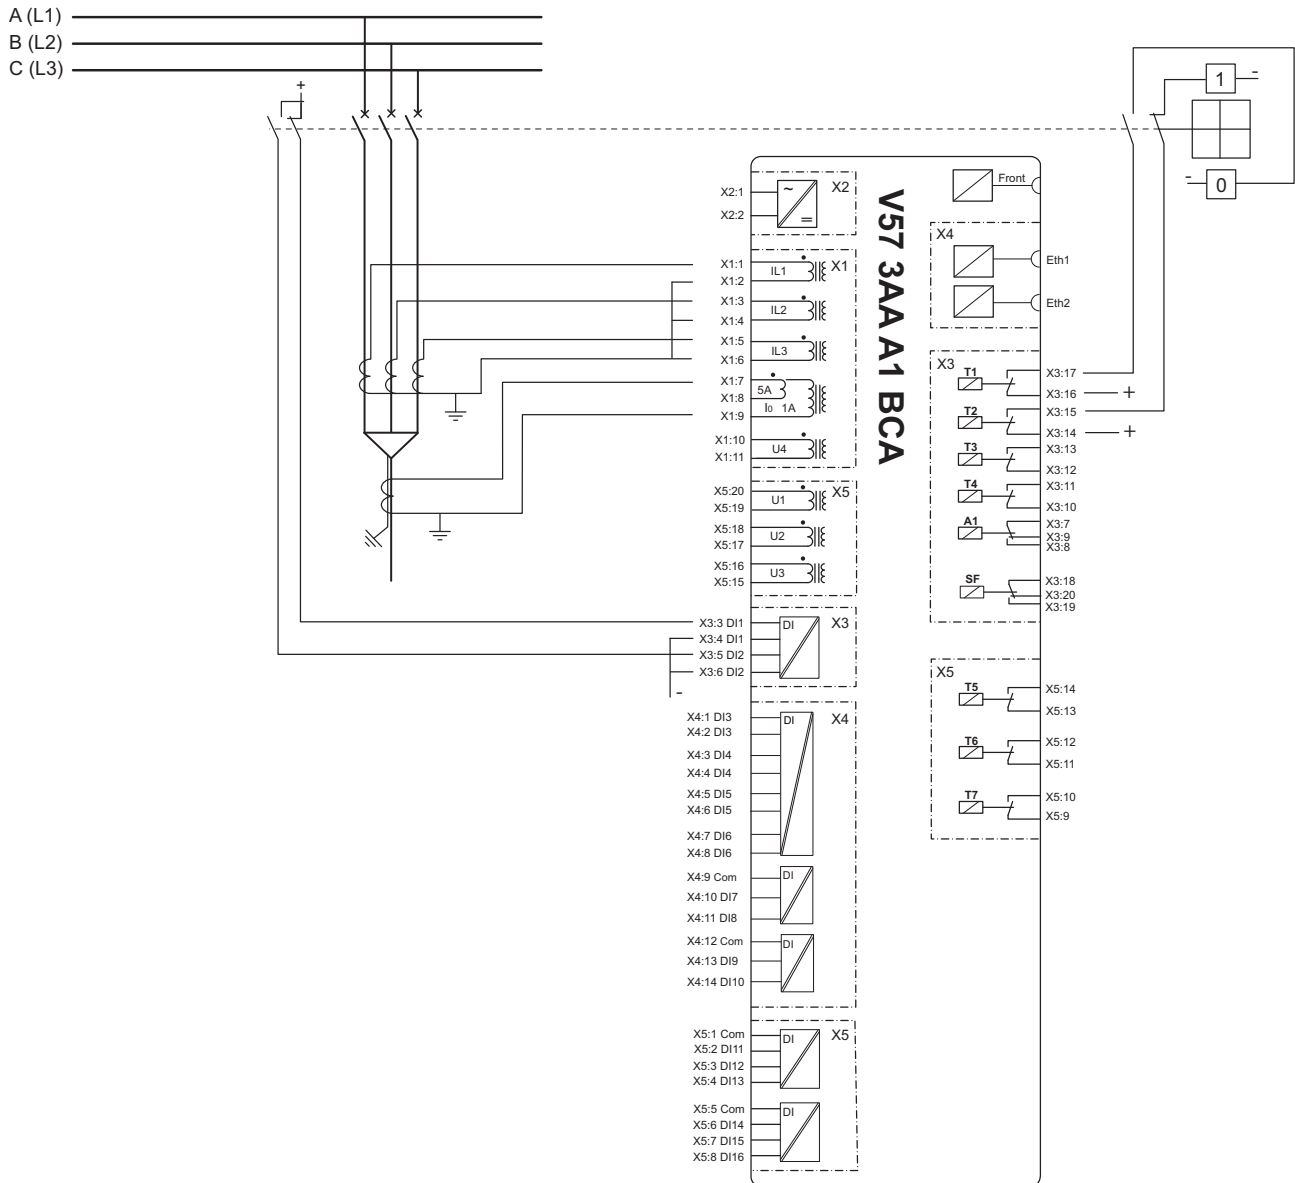 A (L1)
B (L2)
C (L3)
+
1
-
-
0
V57 3AA A1 BCA
X2:1
X2:2
~
=
X2
X1:1
X1:2
X1:3
X1:4
X1:5
X1:6
X1:7
X1:8
X1:9
X1:10
X1:11
IL1
IL2
IL3
5A
I0 1A
U4
X1
X5:20
X5:19
X5:18
X5:17
X5:16
X5:15
U1
U2
U3
X5
X3:3 DI1
X3:4 DI1
X3:5 DI2
X3:6 DI2
-
DI
X3
X4:1 DI3
X4:2 DI3
X4:3 DI4
X4:4 DI4
X4:5 DI5
X4:6 DI5
X4:7 DI6
X4:8 DI6
DI
X4
X4:9 Com
X4:10 DI7
X4:11 DI8
DI
X4:12 Com
X4:13 DI9
X4:14 DI10
DI
X5:1 Com
X5:2 DI11
X5:3 DI12
X5:4 DI13
DI
X5
X5:5 Com
X5:6 DI14
X5:7 DI15
X5:8 DI16
DI
Front
X4
Eth1
Eth2
X3
T1
X3:17
X3:16
+
T2
X3:15
X3:14
+
T3
X3:13
X3:12
T4
X3:11
X3:10
A1
X3:7
X3:9
X3:8
SF
X3:18
X3:20
X3:19
X5
T5
X5:14
X5:13
T6
X5:12
X5:11
T7
X5:10
X5:9